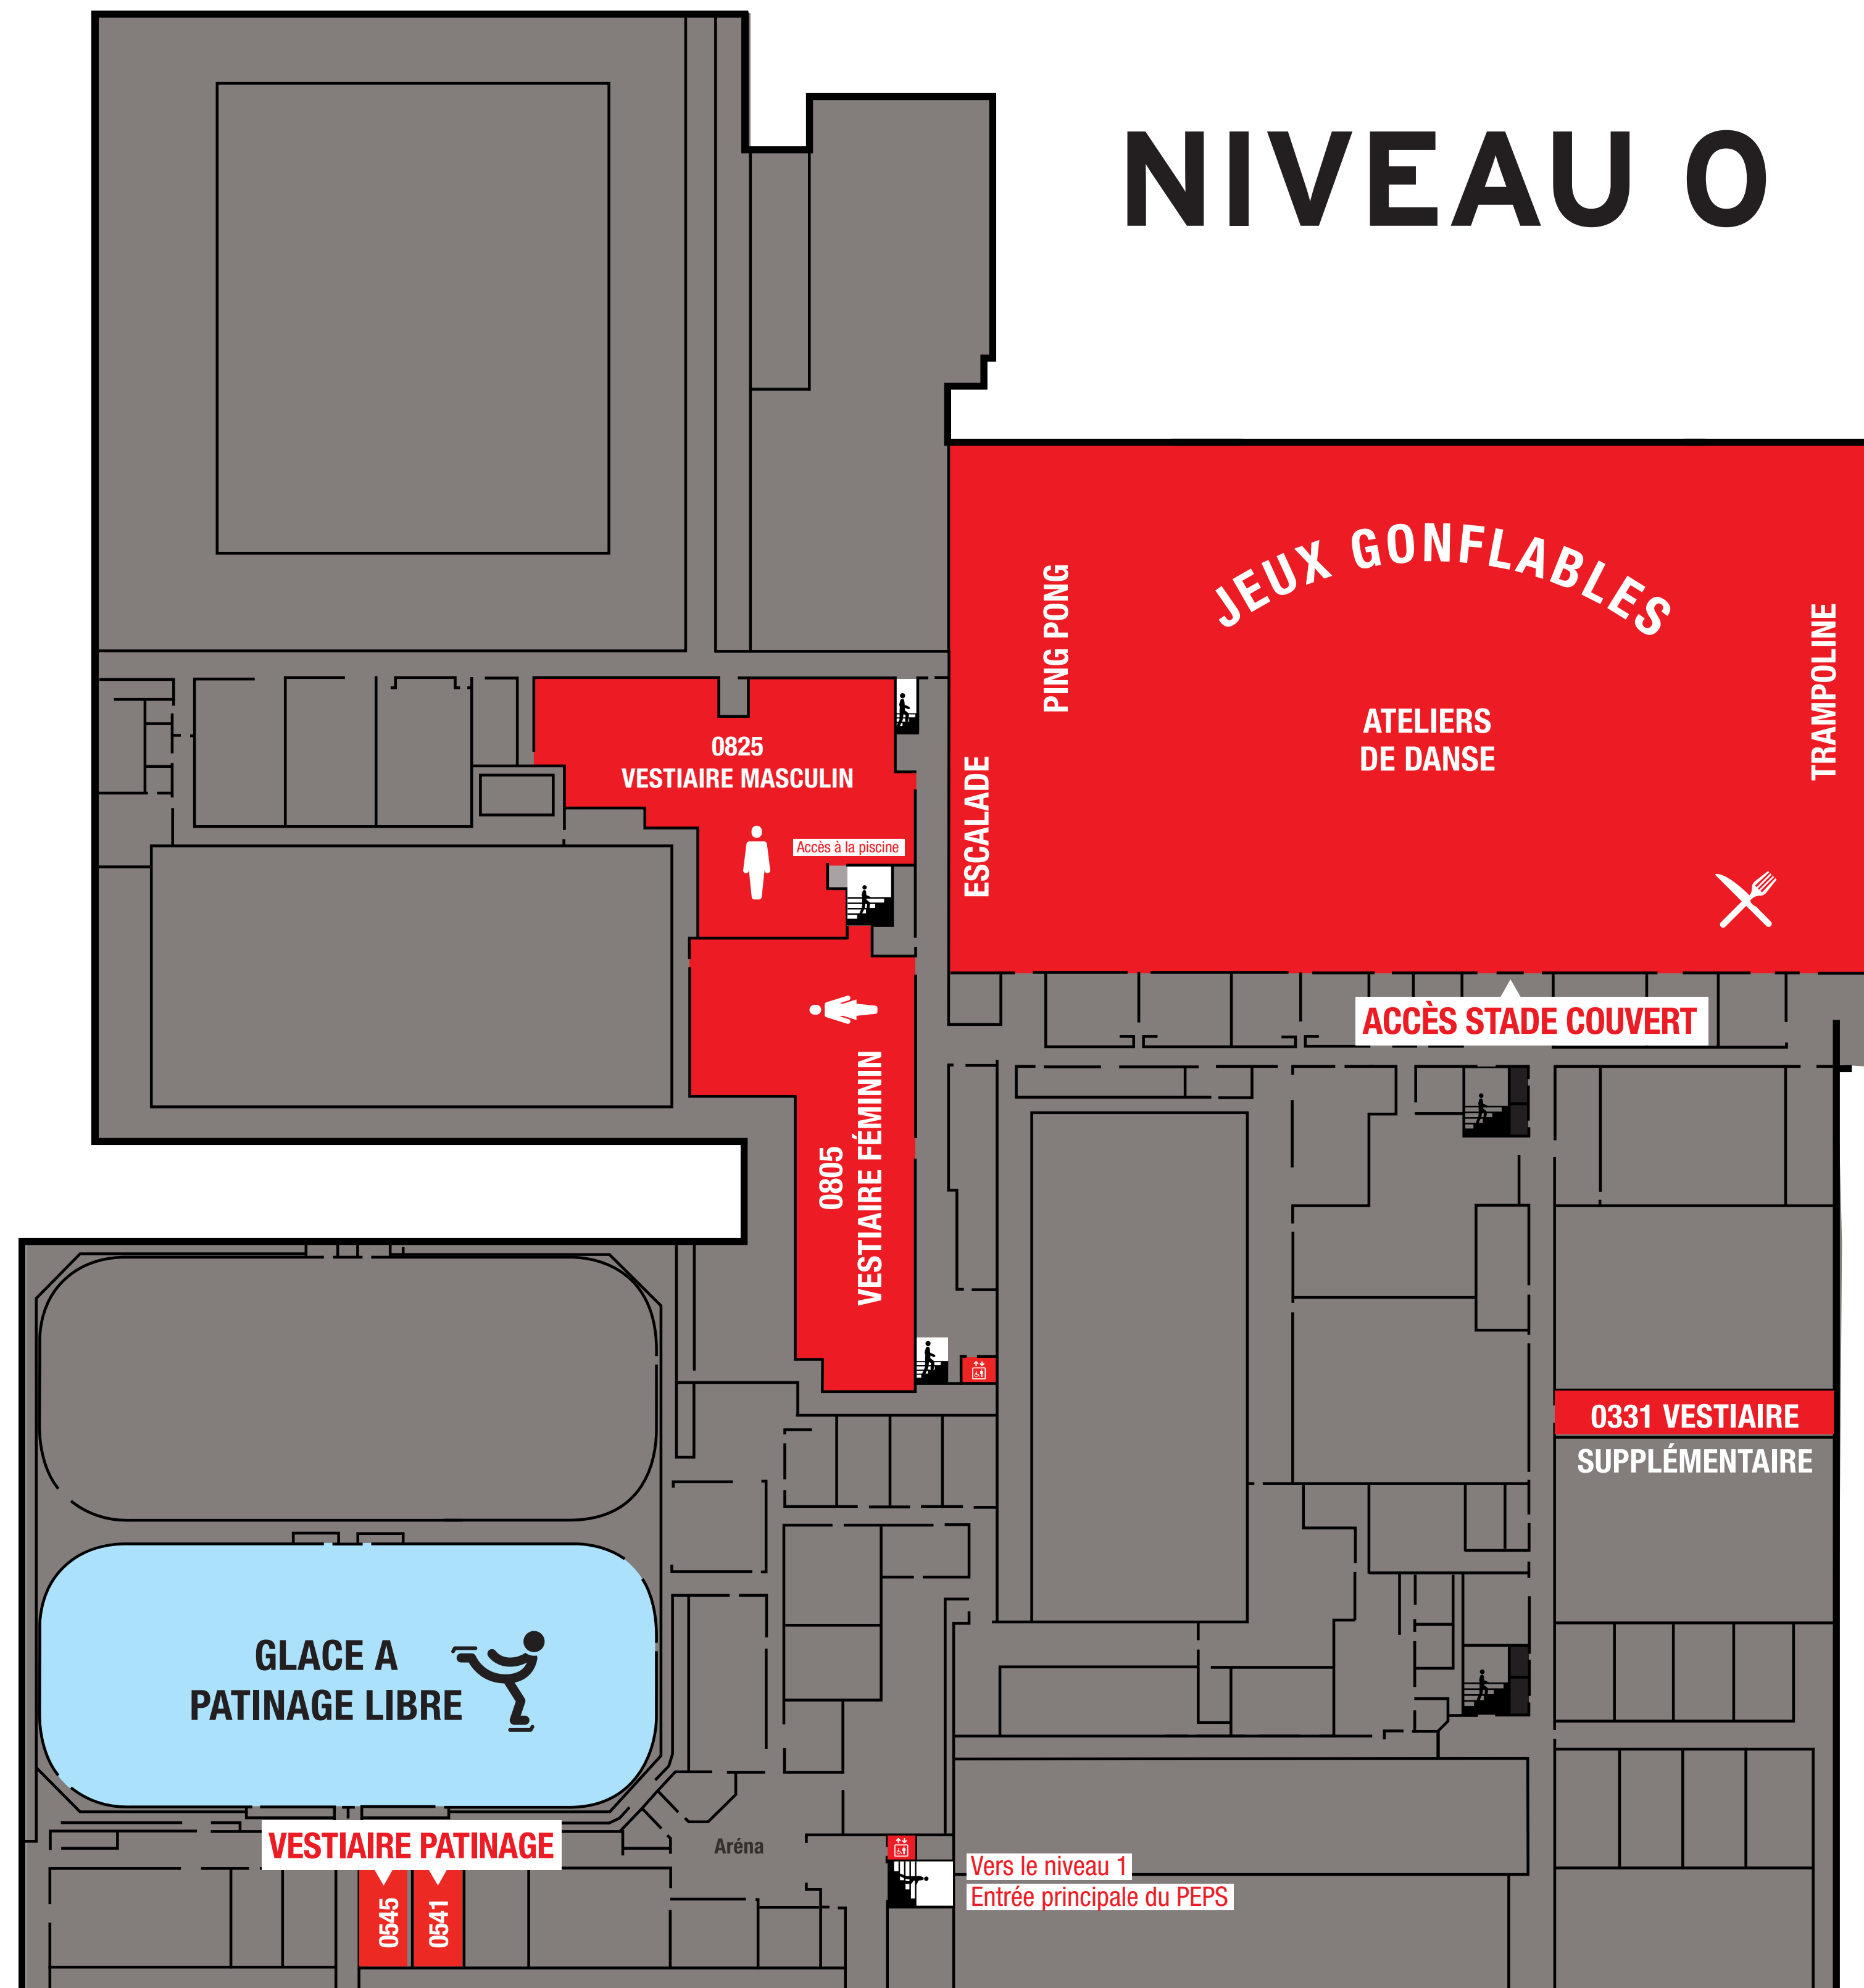 NIVEAU 0
JEUX GONFLABLES
PING PONG
TRAMPOLINE
ATELIERS
DE DANSE
ESCALADE
0825
VESTIAIRE MASCULIN
Accès à la piscine
ACCÈS STADE COUVERT
0805
VESTIAIRE FÉMININ
0331 VESTIAIRE
SUPPLÉMENTAIRE
GLACE A
PATINAGE LIBRE
VESTIAIRE PATINAGE
0545
0541
Aréna
Vers le niveau 1
Entrée principale du PEPS